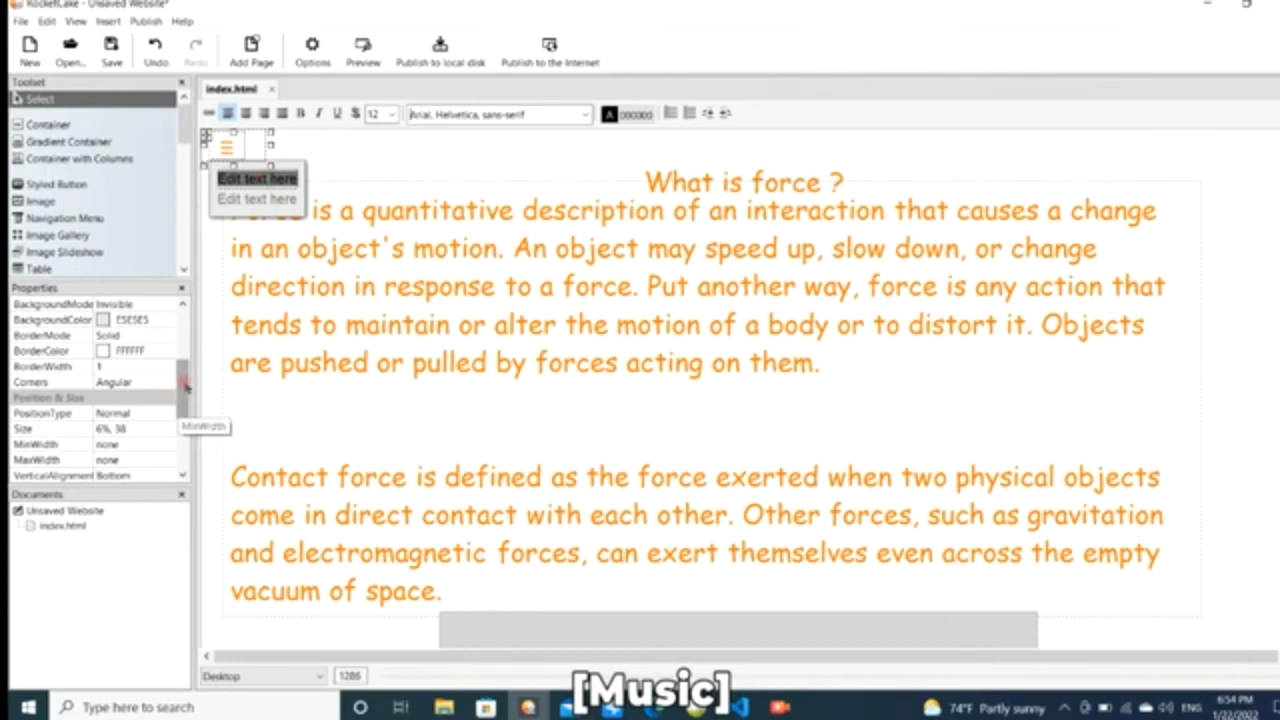 RocketCake - Unsaved Website*
File Edit View Insert Publish Help
New Open... Save Undo Redo Add Page Options Preview Publish to local disk Publish to the Internet
Toolset
index.html
Select
12 Arial, Helvetica, sans-serif A 000000
Container
Gradient Container
Container with Columns
Styled Button
Image
Navigation Menu
Image Gallery
Image Slideshow
Table
Edit text here
Edit text here
What is force ?
is a quantitative description of an interaction that causes a change
in an object's motion. An object may speed up, slow down, or change
direction in response to a force. Put another way, force is any action that
tends to maintain or alter the motion of a body or to distort it. Objects
are pushed or pulled by forces acting on them.
Contact force is defined as the force exerted when two physical objects
come in direct contact with each other. Other forces, such as gravitation
and electromagnetic forces, can exert themselves even across the empty
vacuum of space.
Properties
BackgroundMode Invisible
BackgroundColor E5E5E5
BorderMode Solid
BorderColor FFFFFF
BorderWidth 1
Corners Angular
Position & Size
PositionType Normal
Size 6%, 38
MinWidth none
MinWidth
MaxWidth none
VerticalAlignment Bottom
Documents
Unsaved Website
index.html
Desktop 1286
[Music]
Type here to search
74°F Partly sunny ENG
6:54 PM
1/22/2022